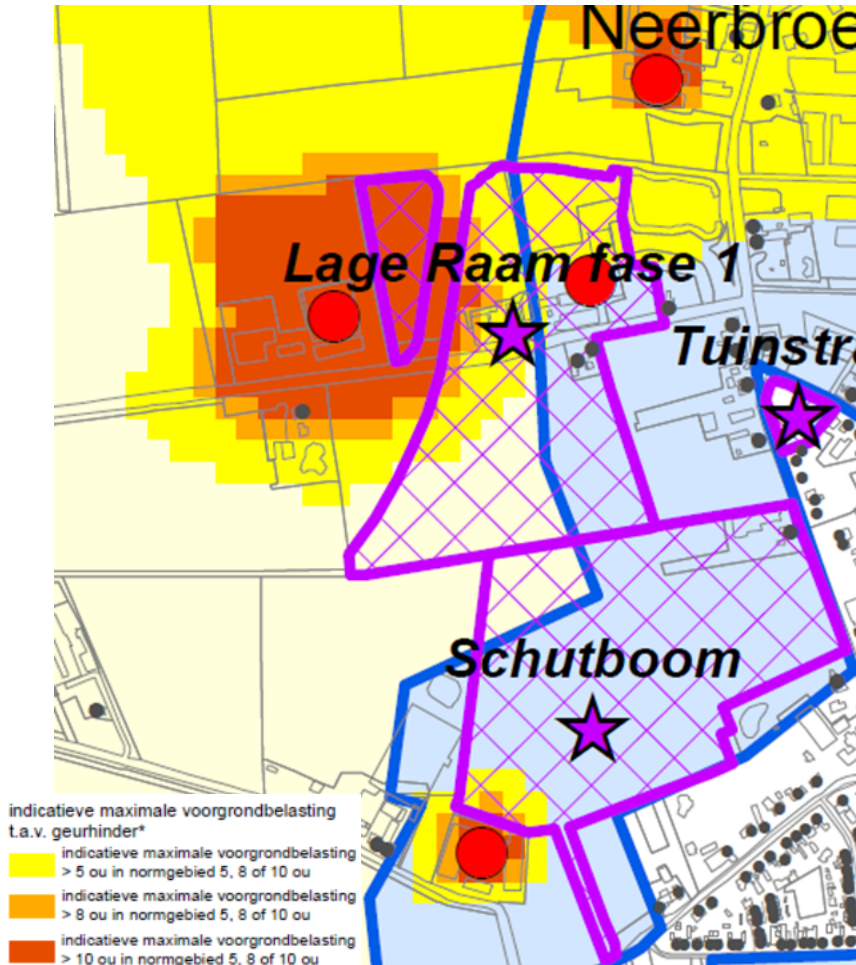 Neerbroe
Lage Raam fase 1
Tuinstra
Schutboom
indicatieve maximale voorgrondbelasting
t.a.v. geurhinder*
indicatieve maximale voorgrondbelasting
> 5 ou in normgebied 5, 8 of 10 ou
indicatieve maximale voorgrondbelasting
> 8 ou in normgebied 5, 8 of 10 ou
indicatieve maximale voorgrondbelasting
> 10 ou in normgebied 5, 8 of 10 ou